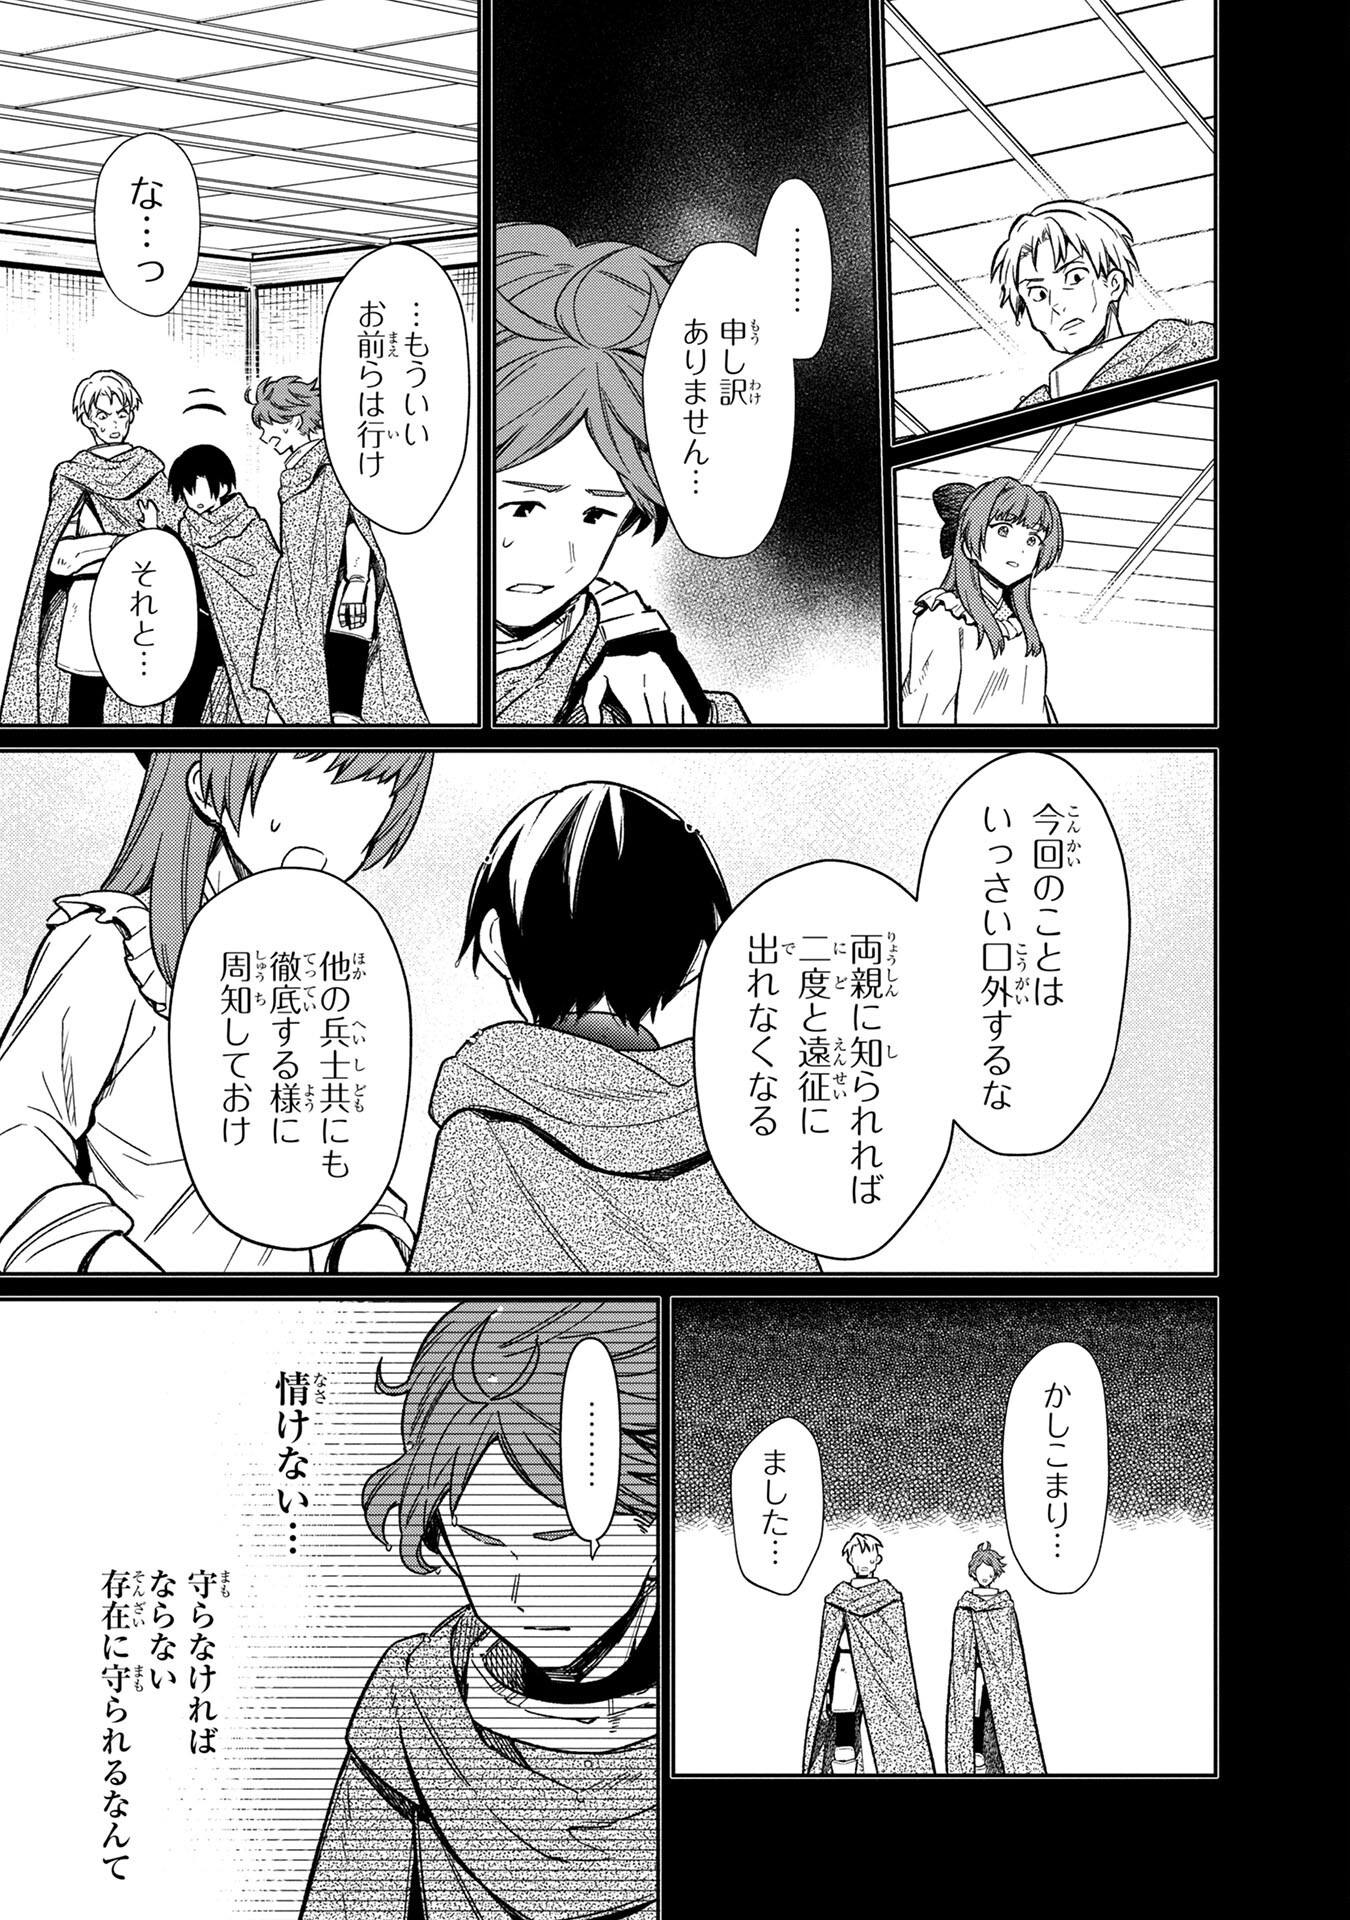 ………
申し訳
ありません…
…もういい
お前らは行け
な…っ
それと…
今回のことは
いっさい口外するな
両親に知られれば
二度と遠征に
出れなくなる
他の兵士共にも
徹底する様に
周知しておけ
かしこまり…
ました…
………
情けない…
守らなければ
ならない
存在に守られるなんて